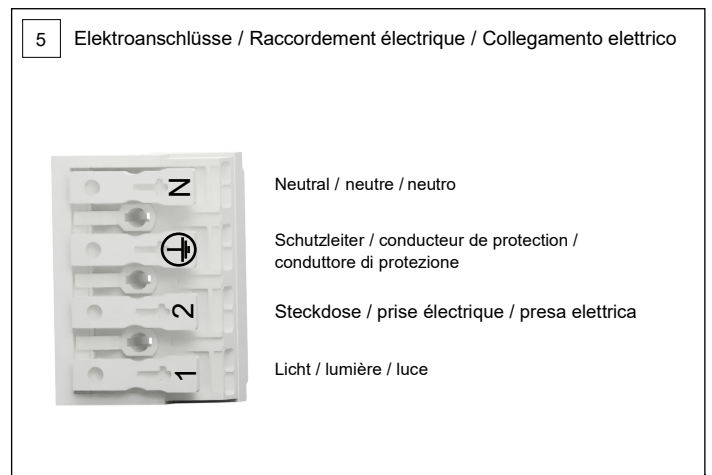 5 Elektroanschlüsse / Raccordement électrique / Collegamento elettrico
N
Neutral / neutre / neutro
Schutzleiter / conducteur de protection /
conduttore di protezione
2
Steckdose / prise électrique / presa elettrica
1
Licht / lumière / luce